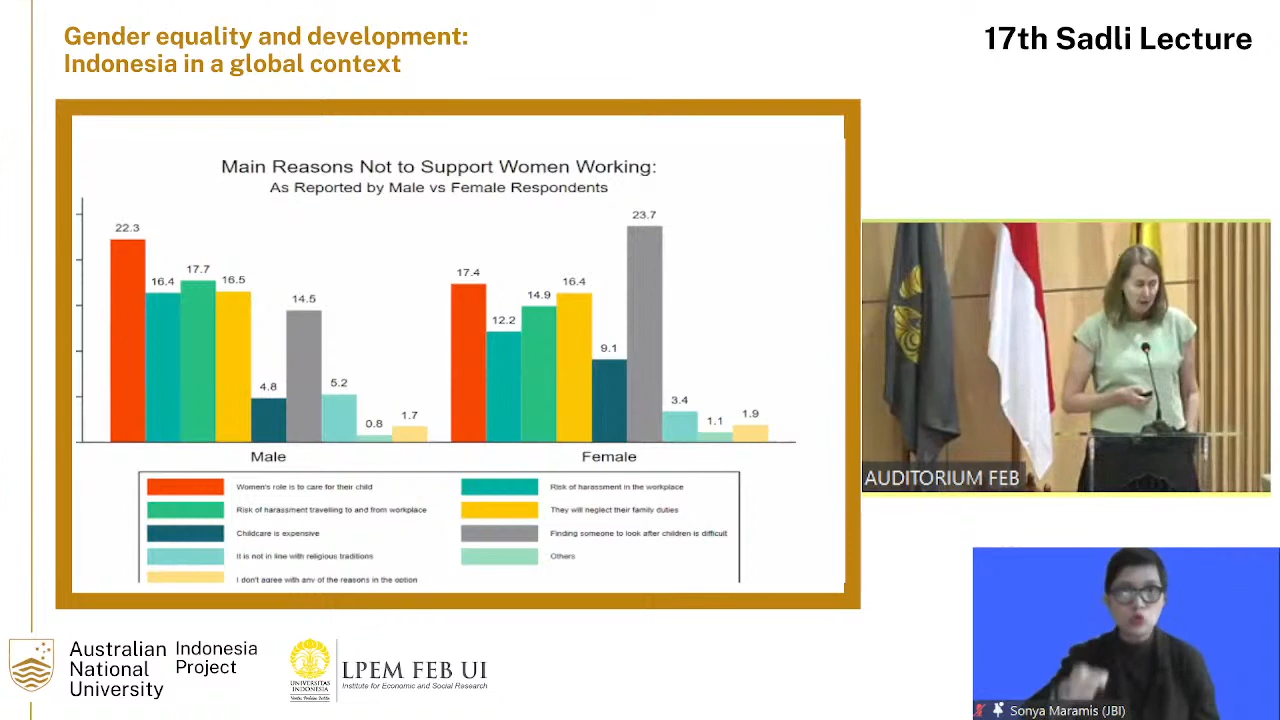 Gender equality and development:
Indonesia in a global context
17th Sadli Lecture
Main Reasons Not to Support Women Working:
As Reported by Male vs Female Respondents
22.3
16.4
17.7
16.5
4.8
14.5
5.2
0.8
1.7
17.4
12.2
14.9
16.4
9.1
23.7
3.4
1.1
1.9
Male
Female
Women's role is to care for their child
Risk of harassment in the workplace
Risk of harassment travelling to and from workplace
They will neglect their family duties
Childcare is expensive
Finding someone to look after children is difficult
It is not in line with religious traditions
Others
I don't agree with any of the reasons in the option
AUDITORIUM FEB
Australian
National
University
Indonesia
Project
UNIVERSITAS
INDONESIA
LPEM FEB UI
Institute for Economic and Social Research
Sonya Maramis (JBI)